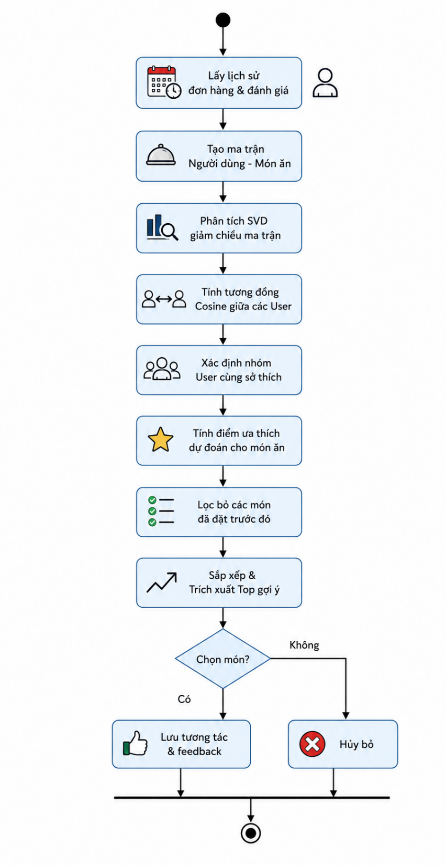 Lấy lịch sử
đơn hàng & đánh giá
Tạo ma trận
Người dùng - Món ăn
Phân tích SVD
giảm chiều ma trận
Tính tương đồng
Cosine giữa các User
Xác định nhóm
User cùng sở thích
Tính điểm ưa thích
dự đoán cho món ăn
Lọc bỏ các món
đã đặt trước đó
Sắp xếp &
Trích xuất Top gợi ý
Chọn món?
Không
Có
Lưu tương tác
& feedback
Hủy bỏ